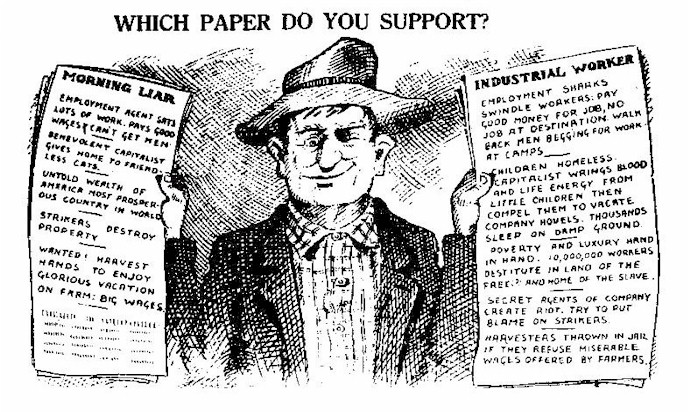 WHICH PAPER DO YOU SUPPORT?
MORNING LIAR
EMPLOYMENT AGENT SAYS
LOTS OF WORK. PAYS GOOD
WAGES. CAN'T GET MEN.
BENEVOLENT CAPITALIST
GIVES HOME TO FRIEND-
LESS CATS.
UNTOLD WEALTH OF
AMERICA MOST PROSPER-
OUS COUNTRY IN WORLD
STRIKERS DESTROY
PROPERTY
WANTED! HARVEST
HANDS TO ENJOY
GLORIOUS VACATION
ON FARM: BIG WAGES.
INDUSTRIAL WORKER
EMPLOYMENT SHARKS
SWINDLE WORKERS: PAY
GOOD MONEY FOR JOB, NO
JOB AT DESTINATION. WALK
BACK MEN BEGGING FOR WORK
AT CAMPS
CHILDREN HOMELESS.
CAPITALIST WRINGS BLOOD
AND LIFE ENERGY FROM
LITTLE CHILDREN THEN
COMPEL THEM TO VACATE
COMPANY HOVELS. THOUSANDS
SLEEP ON DAMP GROUND.
POVERTY AND LUXURY HAND
IN HAND. 10,000,000 WORKERS
DESTITUTE IN LAND OF THE
FREE? AND HOME OF THE SLAVE.
SECRET AGENTS OF COMPANY
CREATE RIOT. TRY TO PUT
BLAME ON STRIKERS.
HARVESTERS THROWN IN JAIL
IF THEY REFUSE MISERABLE
WAGES OFFERED BY FARMERS.